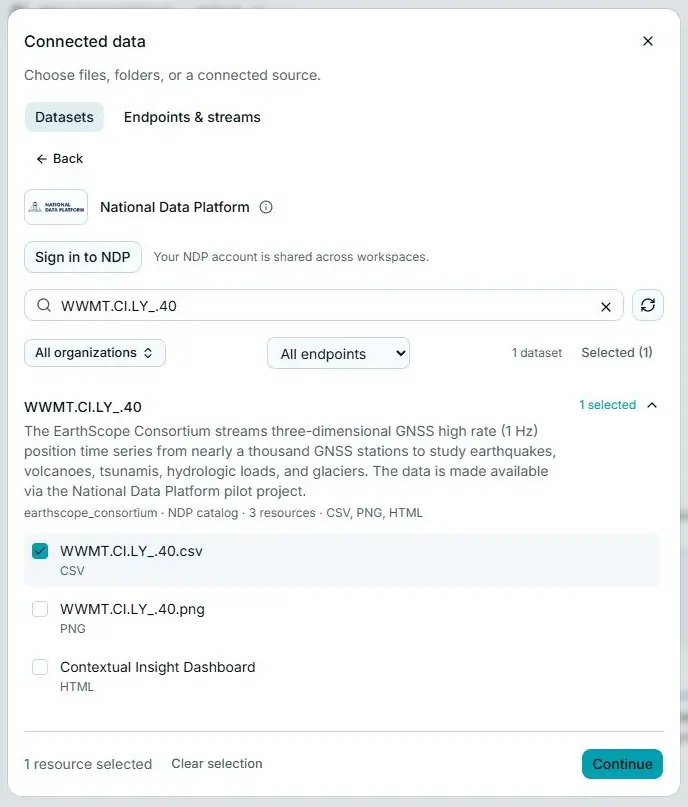 Connected data
Choose files, folders, or a connected source.
Datasets
Endpoints & streams
Back
NATIONAL
DATA PLATFORM
National Data Platform
Sign in to NDP
Your NDP account is shared across workspaces.
WWMT.CI.LY_.40
All organizations
All endpoints
1 dataset
Selected (1)
WWMT.CI.LY_.40
1 selected
The EarthScope Consortium streams three-dimensional GNSS high rate (1 Hz)
position time series from nearly a thousand GNSS stations to study earthquakes,
volcanoes, tsunamis, hydrologic loads, and glaciers. The data is made available
via the National Data Platform pilot project.
earthscope_consortium · NDP catalog · 3 resources · CSV, PNG, HTML
WWMT.CI.LY_.40.csv
CSV
WWMT.CI.LY_.40.png
PNG
Contextual Insight Dashboard
HTML
1 resource selected
Clear selection
Continue